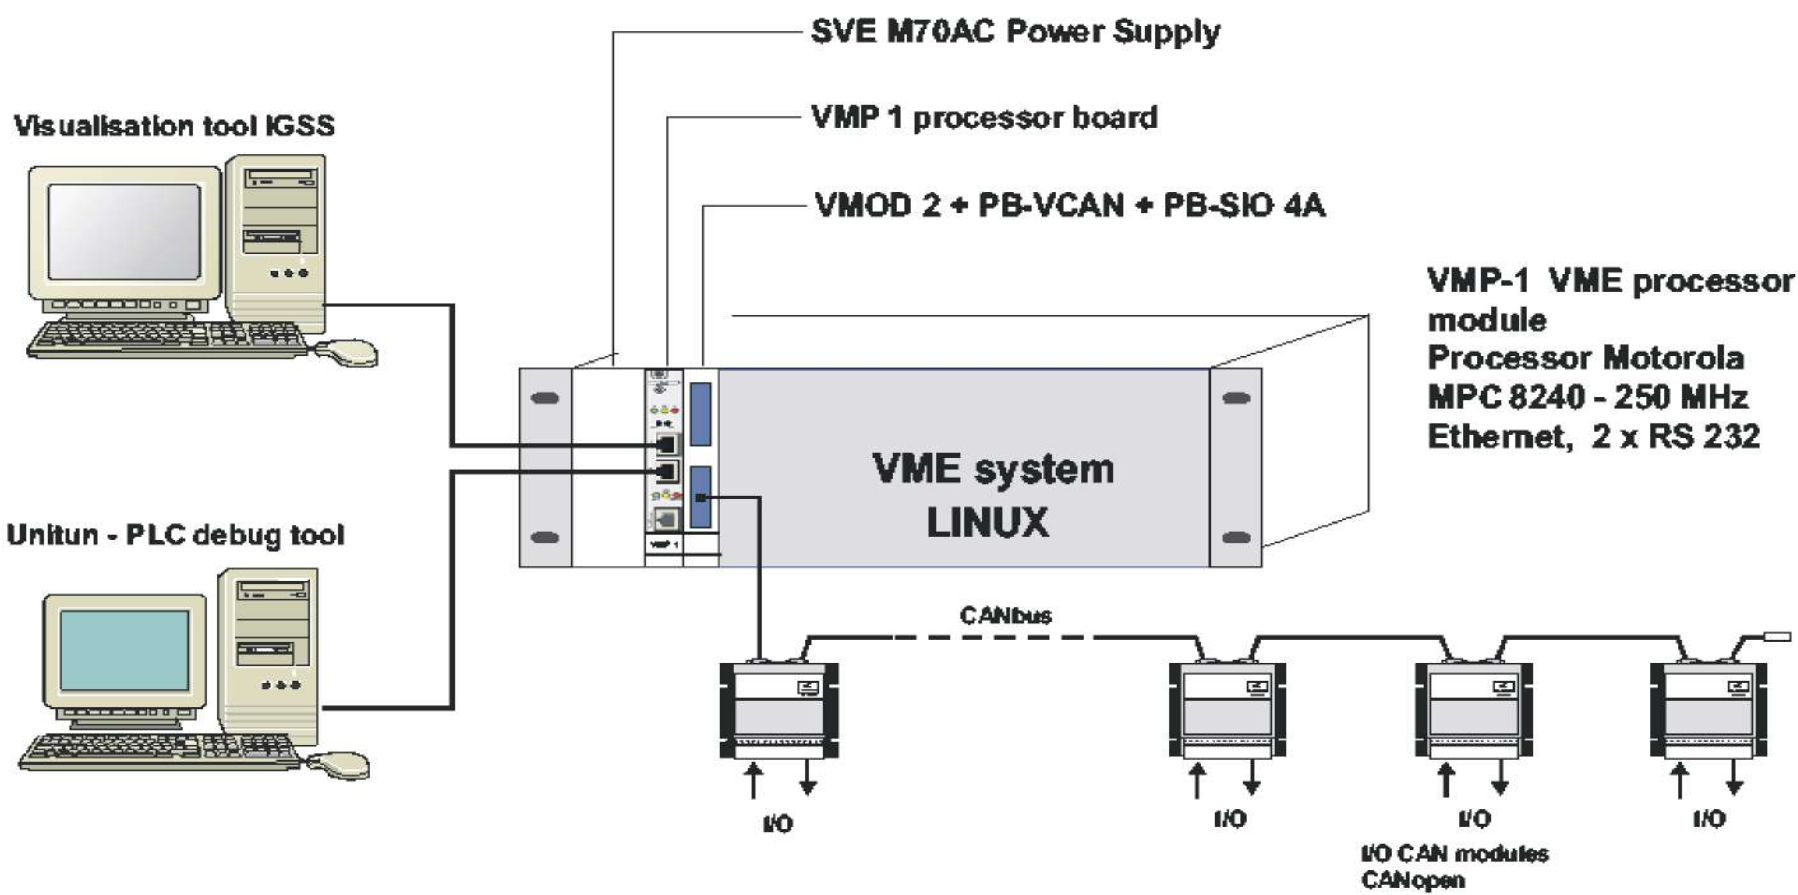 SVE M70AC Power Supply
Visualisation tool IGSS
VMP 1 processor board
VMOD 2 + PB-VCAN + PB-SIO 4A
VMP-1 VME processor
module
Processor Motorola
MPC 8240 - 250 MHz
Ethernet, 2 x RS 232
VME system
LINUX
Unitun - PLC debug tool
VMP 1
CANbus
I/O
I/O
I/O
I/O
I/O CAN modules
CANopen